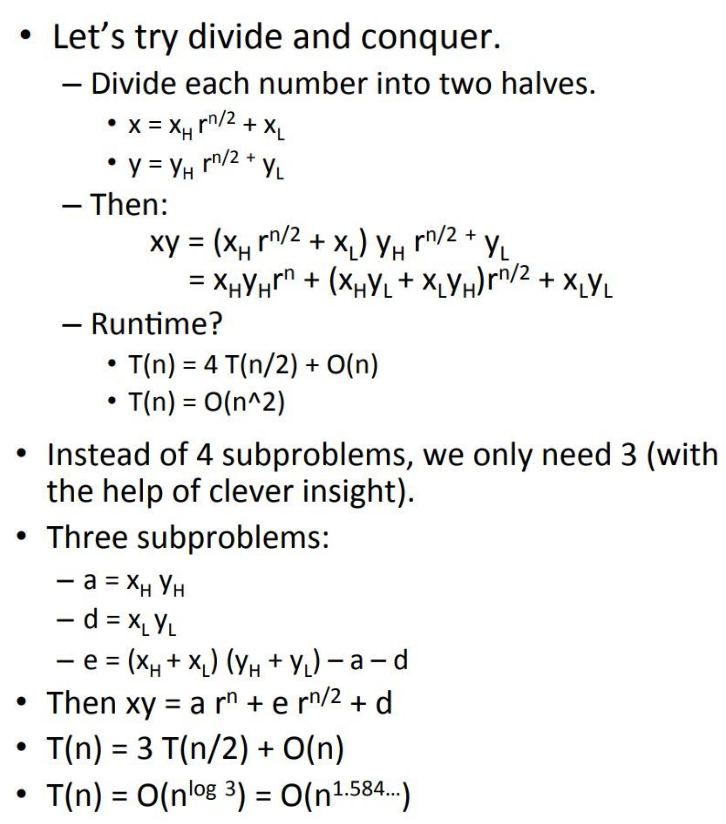 • Let's try divide and conquer.
– Divide each number into two halves.
• x = x_H r^{n/2} + x_L
• y = y_H r^{n/2 +} y_L
– Then:
xy = (x_H r^{n/2} + x_L) y_H r^{n/2 +} y_L
= x_H y_H r^n + (x_H y_L + x_L y_H)r^{n/2} + x_L y_L
– Runtime?
• T(n) = 4 T(n/2) + O(n)
• T(n) = O(n^2)
• Instead of 4 subproblems, we only need 3 (with
the help of clever insight).
• Three subproblems:
– a = x_H y_H
– d = x_L y_L
– e = (x_H + x_L) (y_H + y_L) – a – d
• Then xy = a r^n + e r^{n/2} + d
• T(n) = 3 T(n/2) + O(n)
• T(n) = O(n^{log 3}) = O(n^{1.584...})